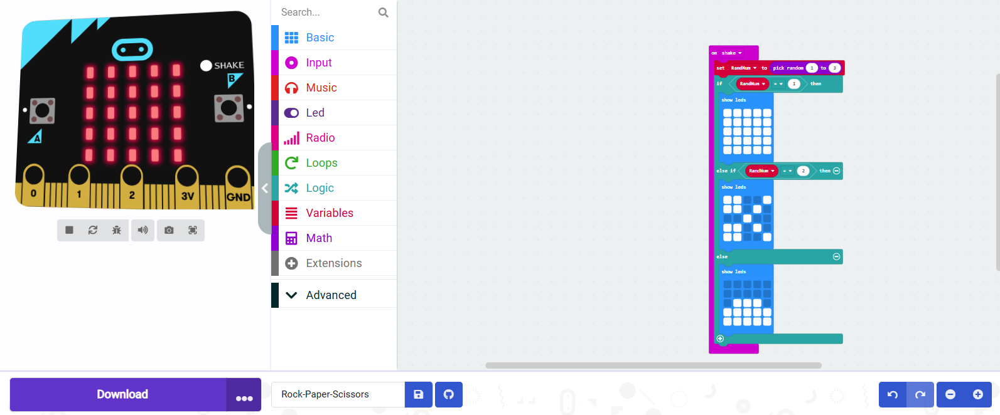 SHAKE
B
A
0 1 2 3V GND
Search...
Basic
Input
Music
Led
Radio
Loops
Logic
Variables
Math
Extensions
Advanced
on shake
set RandNum to pick random 1 to 3
if RandNum = 1 then
show leds
else if RandNum = 2 then
show leds
else
show leds
Download
Rock-Paper-Scissors